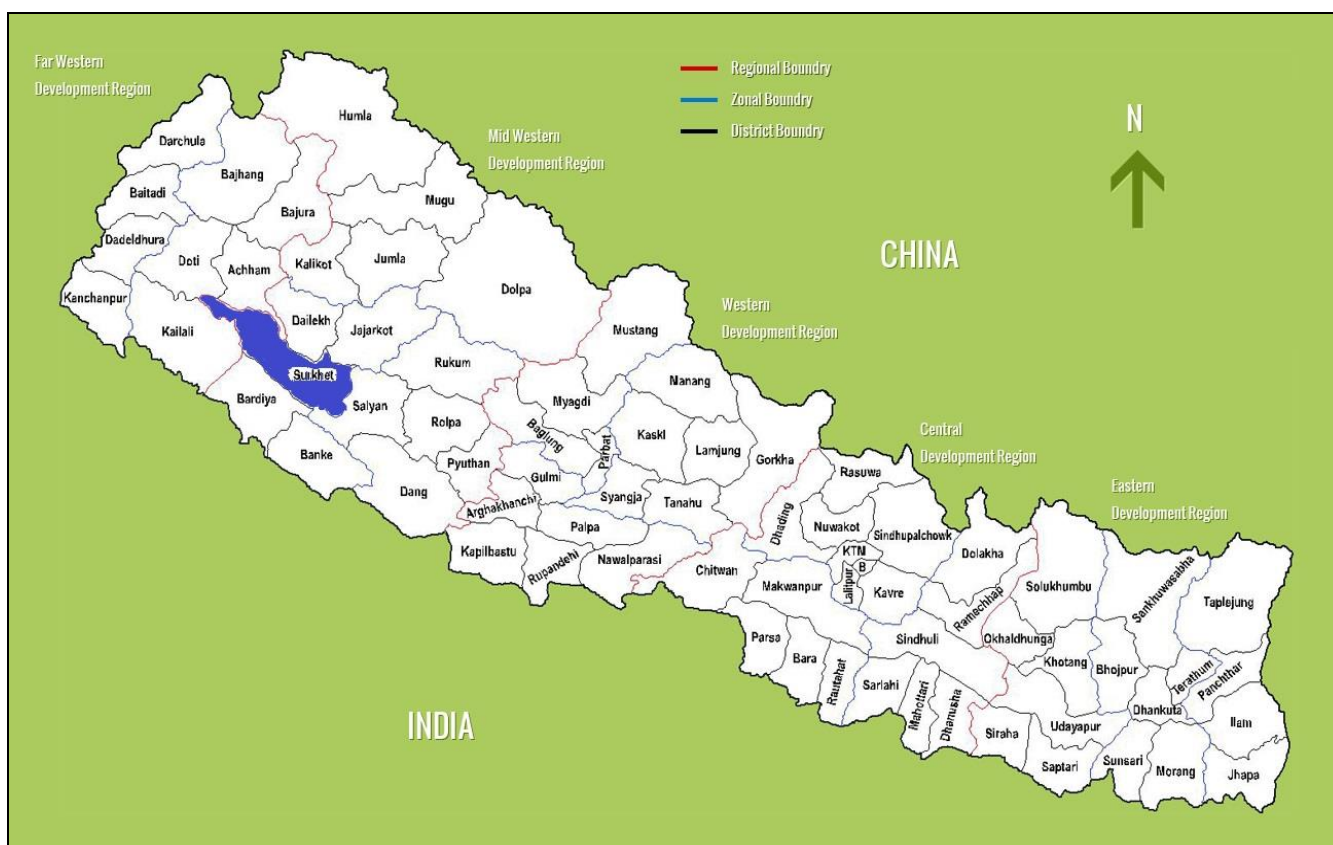 Far Western
Development Region
Regional Boundry
Zonal Boundry
District Boundry
N
Humla
Mid Western
Development Region
Darchula
Bajhang
Baitadi
Mugu
Bajura
Dadeldhura
Doti
Achham
Kalikot
Jumla
CHINA
Kanchanpur
Dolpa
Kailali
Dailekh
Jajarkot
Western
Development Region
Mustang
Rukum
Surkhet
Manang
Bardiya
Salyan
Myagdi
Rolpa
Baglung
Parbat
Kaski
Lamjung
Gorkha
Central
Development Region
Banke
Pyuthan
Gulmi
Rasuwa
Dang
Syangja
Tanahu
Eastern
Development Region
Arghakhanchi
Dhading
Nuwakot
Sindhupalchowk
Palpa
KTM
Dolakha
Kapilbastu
Rupandehi
Nawalparasi
Chitwan
B
Makwanpur
Lalitpur
Kavre
Ramechhap
Solukhumbu
Sankhuwasabha
Taplejung
Parsa
Bara
Rautahat
Sindhuli
Okhaldhunga
Khotang
Bhojpur
Terathum
Panchthar
Sarlahi
Mahottari
Dhanusha
Dhankuta
INDIA
Siraha
Udayapur
Ilam
Saptari
Sunsari
Morang
Jhapa